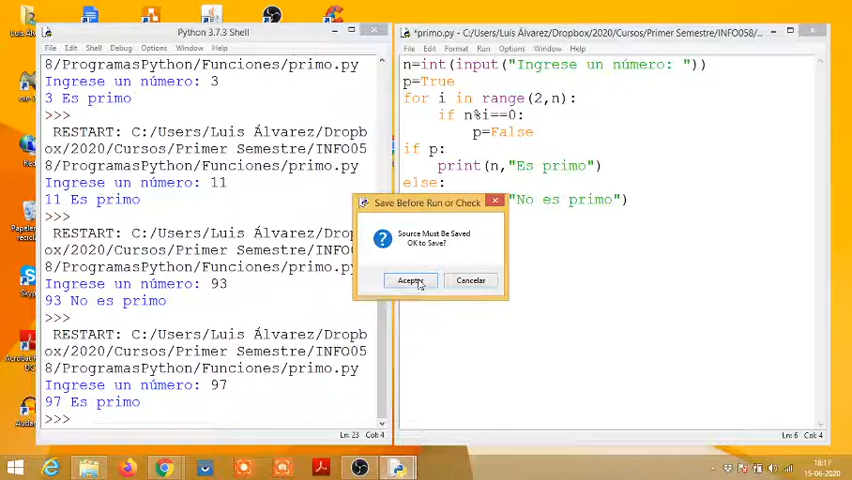 Python 3.7.3 Shell
File Edit Shell Debug Options Window Help
8/ProgramasPython/Funciones/primo.py
Ingrese un número: 3
3 Es primo
>>>
RESTART: C:/Users/Luis Álvarez/Dropb
ox/2020/Cursos/Primer Semestre/INFO05
8/ProgramasPython/Funciones/primo.py
Ingrese un número: 11
11 Es primo
>>>
RESTART: C:/Users/Luis Álvarez/Dropb
ox/2020/Cursos/Primer Semestre/INFO05
8/ProgramasPython/Funciones/primo.py
Ingrese un número: 93
93 No es primo
>>>
RESTART: C:/Users/Luis Álvarez/Dropb
ox/2020/Cursos/Primer Semestre/INFO05
8/ProgramasPython/Funciones/primo.py
Ingrese un número: 97
97 Es primo
>>>
Ln: 23 Col: 4
*primo.py - C:/Users/Luis Álvarez/Dropbox/2020/Cursos/Primer Semestre/INFO058/...
File Edit Format Run Options Window Help
n=int(input("Ingrese un número: "))
p=True
for i in range(2,n):
if n%i==0:
p=False
if p:
print(n,"Es primo")
else:
"No es primo")
Ln: 6 Col: 4
Save Before Run or Check
Source Must Be Saved
OK to Save?
Aceptar
Cancelar
18:17
15-06-2020